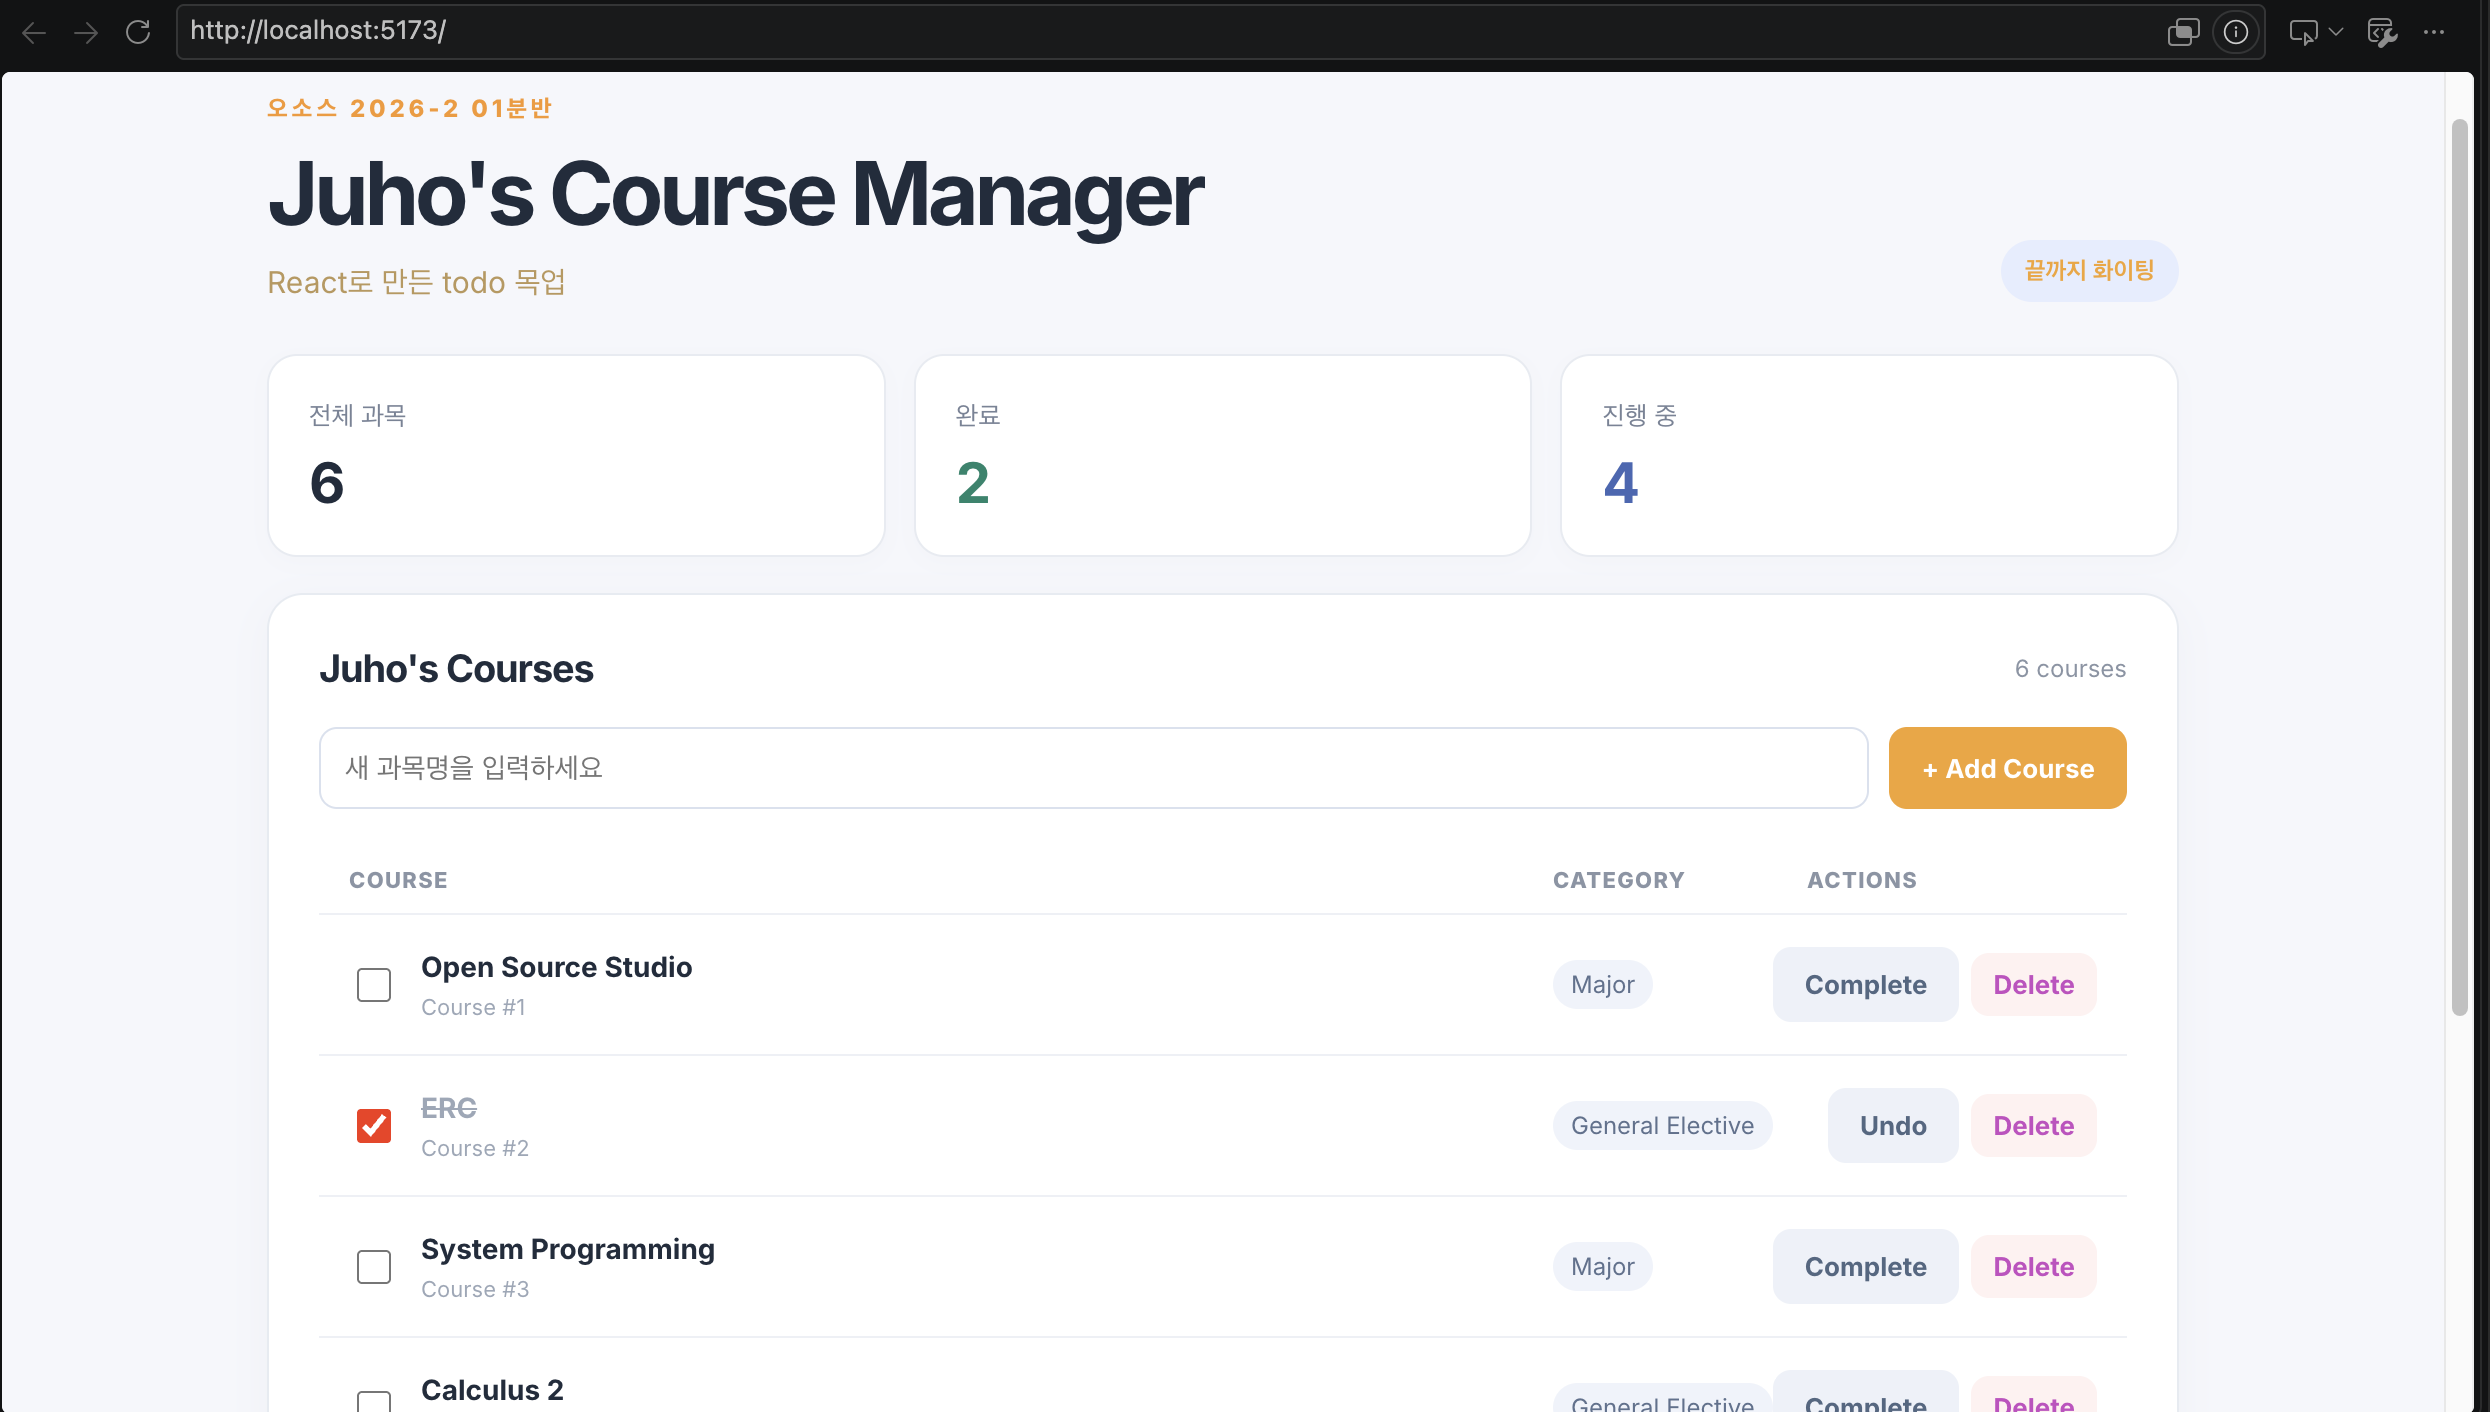 http://localhost:5173/
오소스 2026-2 01분반
Juho's Course Manager
React로 만든 todo 목업
끝까지 화이팅
전체 과목
6
완료
2
진행 중
4
Juho's Courses
6 courses
새 과목명을 입력하세요
+ Add Course
COURSE CATEGORY ACTIONS
Open Source Studio
Course #1
Major
Complete
Delete
ERC
Course #2
General Elective
Undo
Delete
System Programming
Course #3
Major
Complete
Delete
Calculus 2
General Elective
Complete
Delete